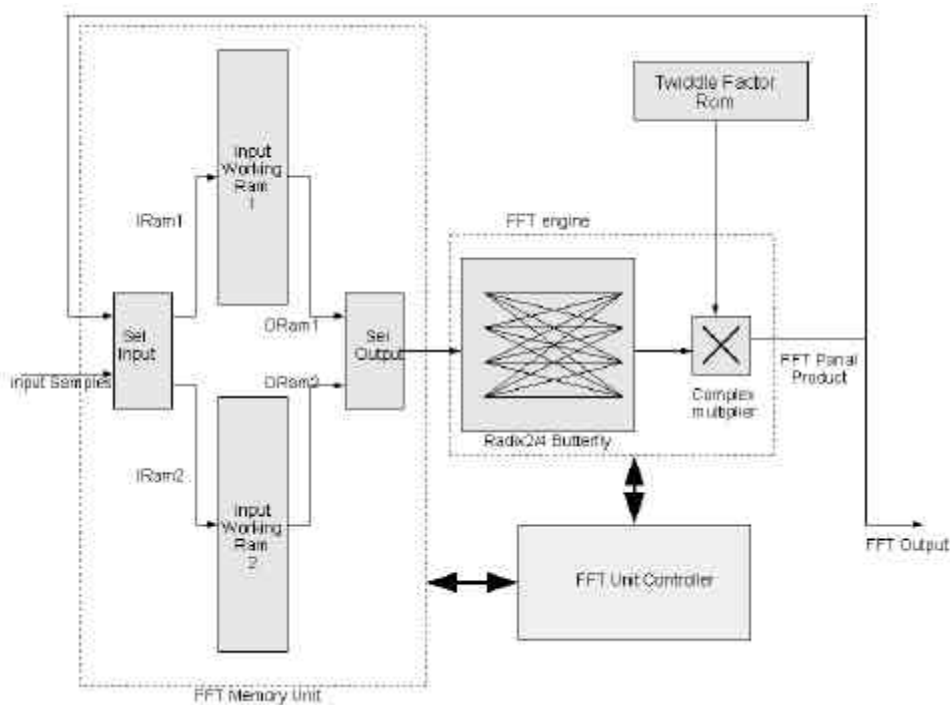 Twiddle Factor
Rom
Input
Working
Ram
1
IRam1
FFT engine
ORam1
Sel
Input
Sel
Output
Input Samples
ORam2
FFT Parial
Product
Complex
multiplier
Radix2/4 Butterfly
IRam2
Input
Working
Ram
2
FFT Output
FFT Unit Controller
FFT Memory Unit